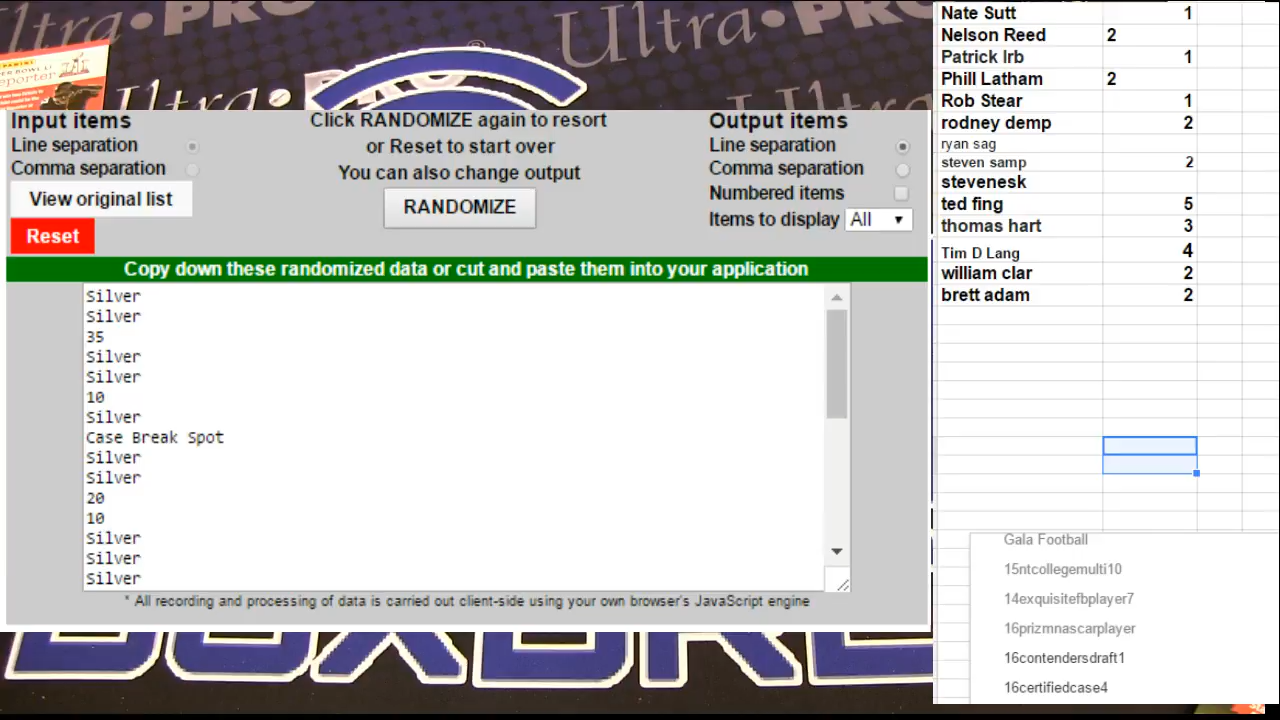 Ultra•PRO
Ultra•PRO
PANINI
Input items
Line separation
Comma separation
View original list
Reset
Click RANDOMIZE again to resort
or Reset to start over
You can also change output
RANDOMIZE
Output items
Line separation
Comma separation
Numbered items
Items to display All
Copy down these randomized data or cut and paste them into your application
Silver
Silver
35
Silver
Silver
10
Silver
Case Break Spot
Silver
Silver
20
10
Silver
Silver
Silver
* All recording and processing of data is carried out client-side using your own browser's JavaScript engine
Nate Sutt 1
Nelson Reed 2
Patrick Irb 1
Phill Latham 2
Rob Stear 1
rodney demp 2
ryan sag
steven samp 2
stevenesk
ted fing 5
thomas hart 3
Tim D Lang 4
william clar 2
brett adam 2
Gala Football
15ntcollegemulti10
14exquisitefbplayer7
16prizmnascarplayer
16contendersdraft1
16certifiedcase4